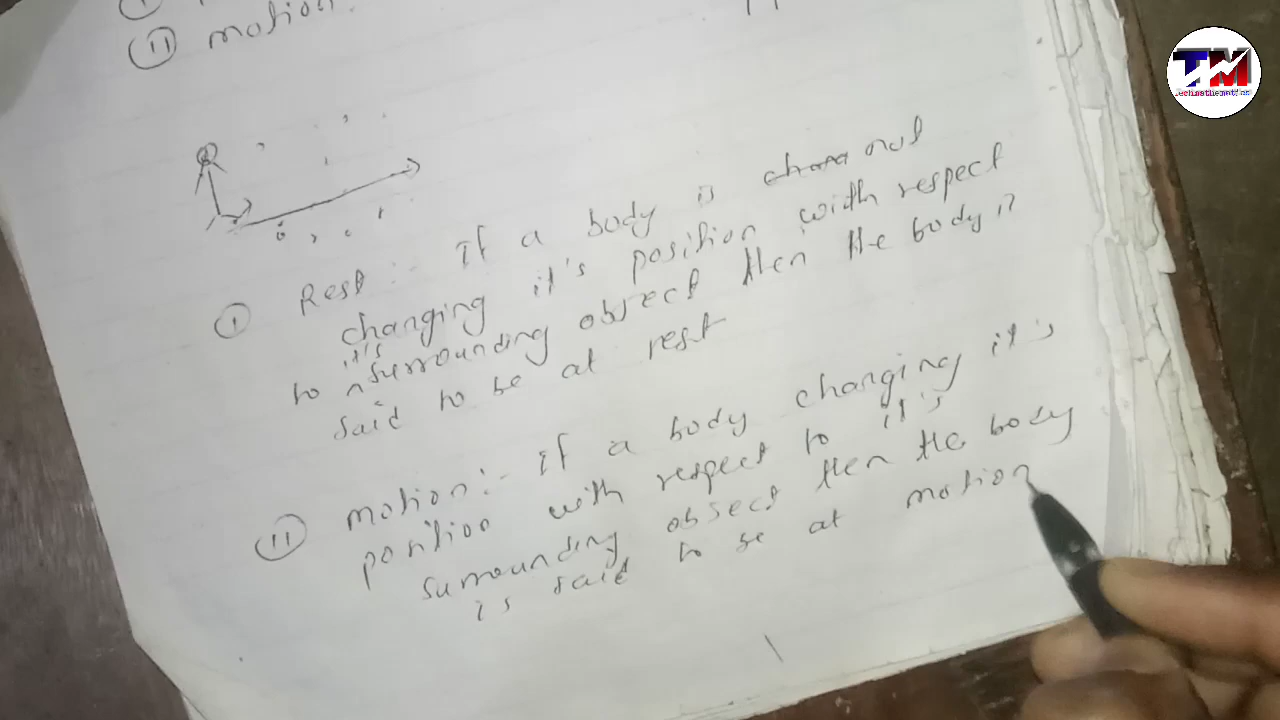 (II) motion.
(I) Rest :- If a body is not
changing it's position with respect
to it's surrounding object then the body is
said to be at rest
(II) motion :- If a body changing it's
position with respect to it's
surrounding object then the body
is said to be at motion
TM
Technomathematics